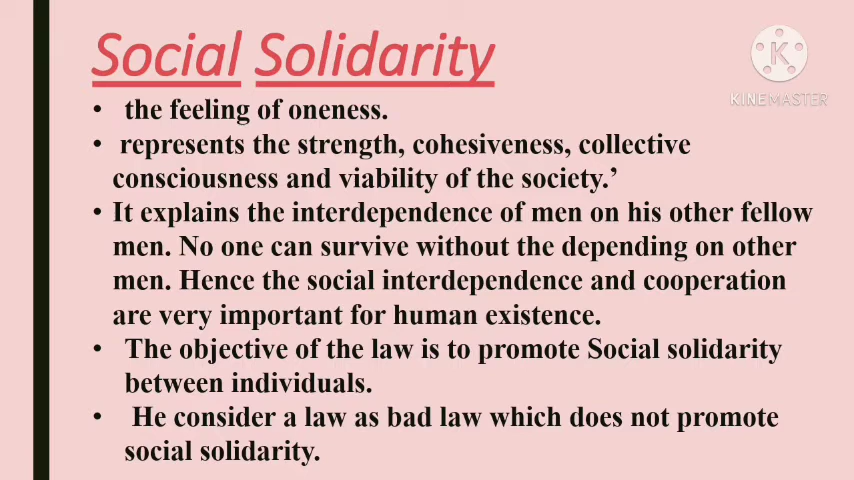 Social Solidarity
K
KINEMASTER
• the feeling of oneness.
• represents the strength, cohesiveness, collective
consciousness and viability of the society.’
• It explains the interdependence of men on his other fellow
men. No one can survive without the depending on other
men. Hence the social interdependence and cooperation
are very important for human existence.
• The objective of the law is to promote Social solidarity
between individuals.
• He consider a law as bad law which does not promote
social solidarity.